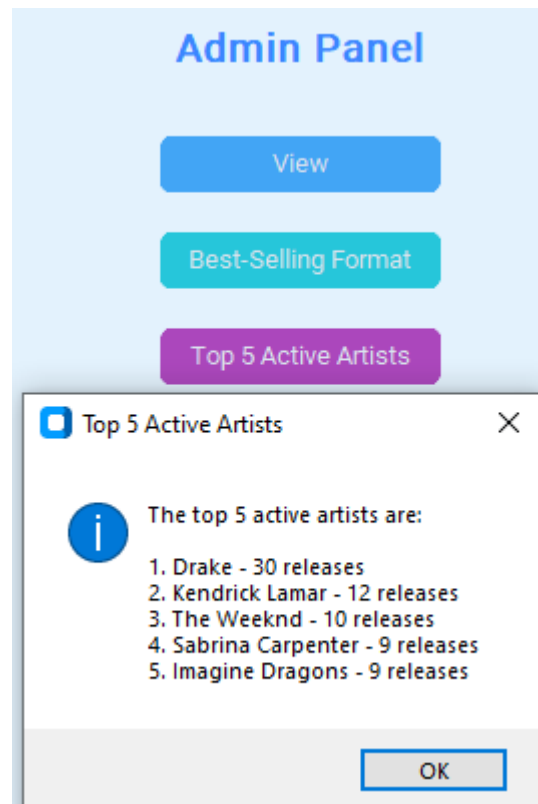 Admin Panel
View
Best-Selling Format
Top 5 Active Artists
Top 5 Active Artists
The top 5 active artists are:
1. Drake - 30 releases
2. Kendrick Lamar - 12 releases
3. The Weeknd - 10 releases
4. Sabrina Carpenter - 9 releases
5. Imagine Dragons - 9 releases
OK